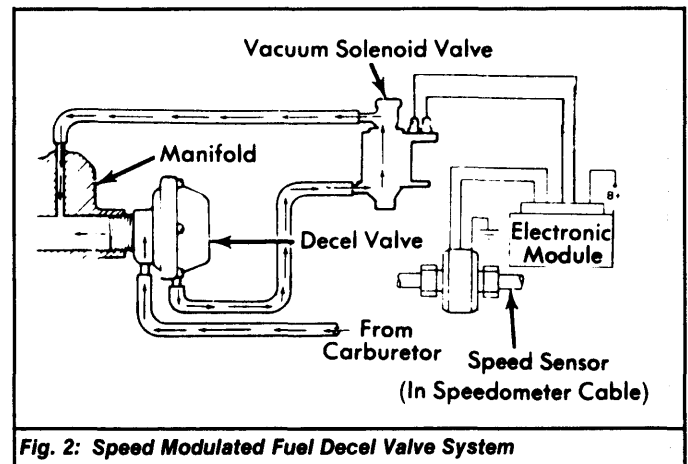 Vacuum Solenoid Valve
Manifold
Decel Valve
B+
Electronic
Module
From
Carburetor
Speed Sensor
(In Speedometer Cable)
Fig. 2: Speed Modulated Fuel Decel Valve System